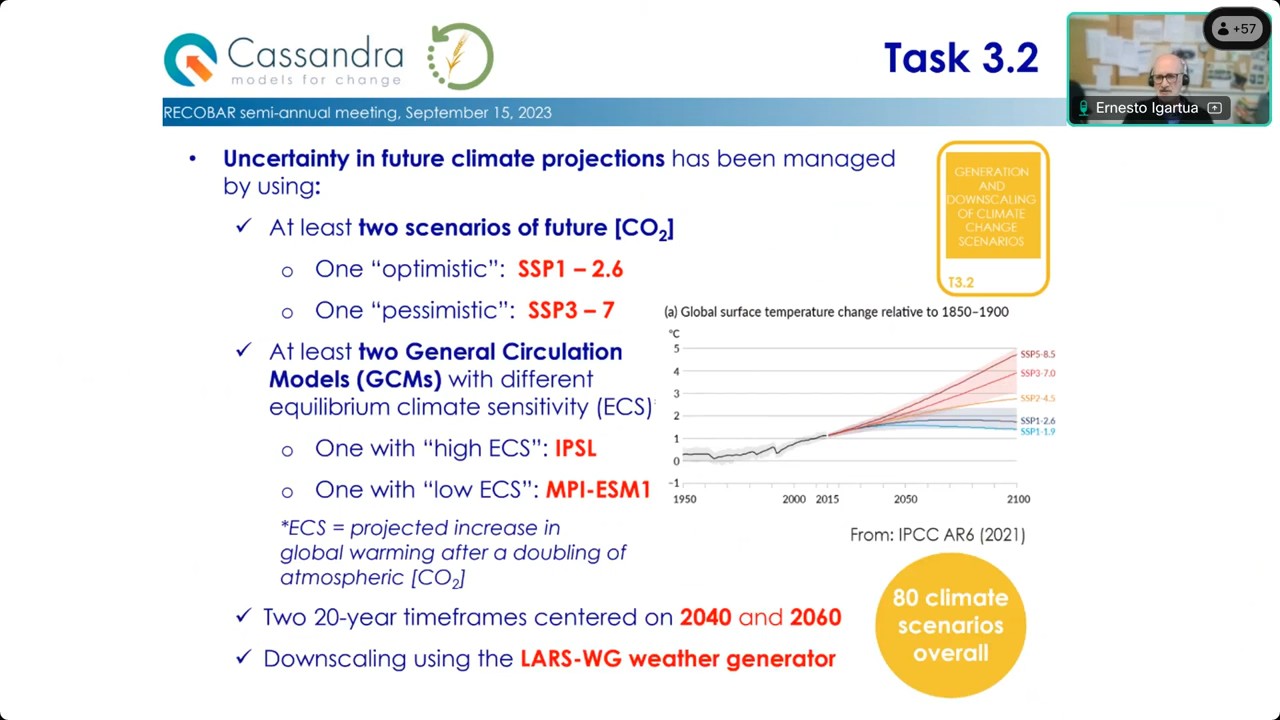 Cassandra
models for change
Task 3.2
+57
Ernesto Igartua
RECOBAR semi-annual meeting, September 15, 2023
• Uncertainty in future climate projections has been managed
by using:
✓ At least two scenarios of future [CO₂]
o One “optimistic”: SSP1 – 2.6
o One “pessimistic”: SSP3 – 7
✓ At least two General Circulation
Models (GCMs) with different
equilibrium climate sensitivity (ECS)*
o One with “high ECS”: IPSL
o One with “low ECS”: MPI-ESM1
*ECS = projected increase in
global warming after a doubling of
atmospheric [CO₂]
✓ Two 20-year timeframes centered on 2040 and 2060
✓ Downscaling using the LARS-WG weather generator
GENERATION
AND
DOWNSCALING
OF CLIMATE
CHANGE
SCENARIOS
T3.2
(a) Global surface temperature change relative to 1850–1900
°C
5
4
3
2
1
0
−1
1950 2000 2015 2050 2100
SSP5-8.5
SSP3-7.0
SSP2-4.5
SSP1-2.6
SSP1-1.9
From: IPCC AR6 (2021)
80 climate
scenarios
overall